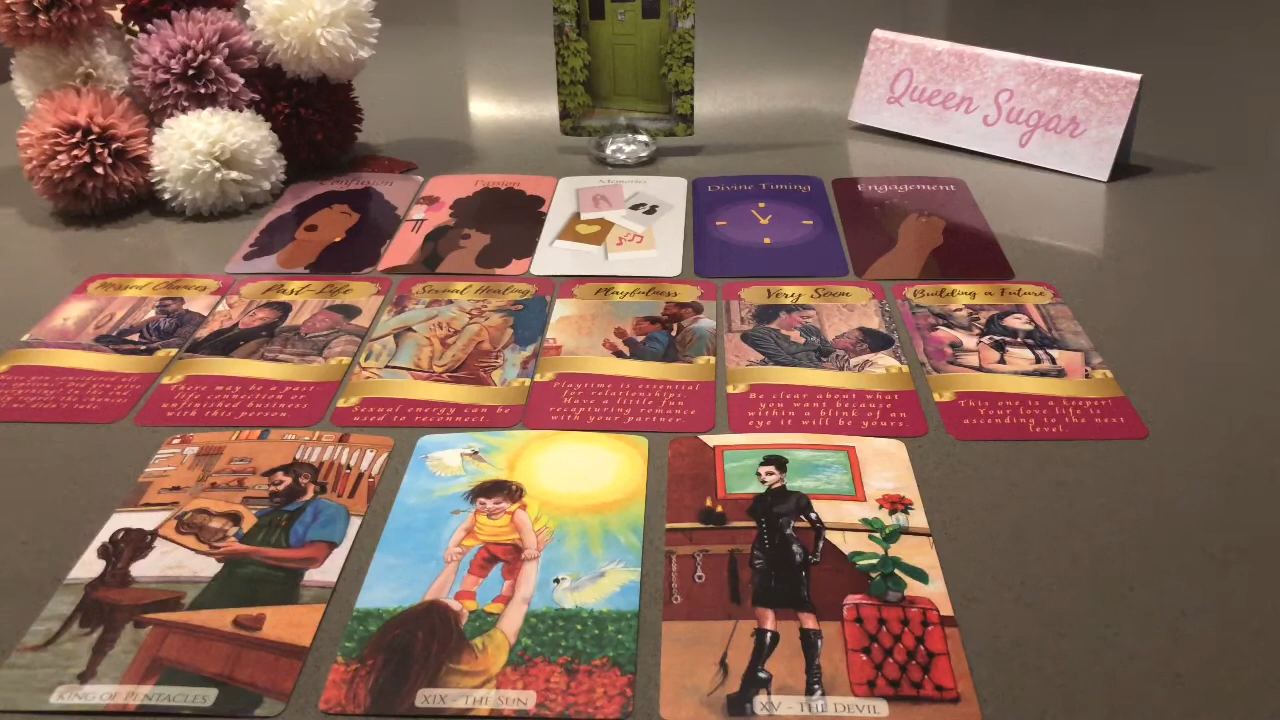 Queen Sugar
Confusion
Passion
Memories
Divine Timing
Engagement
Missed Chances
Past-Life
There may be a past-
life connection or
unfinished business
with this person.
Sexual Healing
Sexual energy can be
used to reconnect.
Playfulness
Playtime is essential
for relationships.
Have a little fun
recapturing romance
with your partner.
Very Soon
Be clear about what
you want because
within a blink of an
eye it will be yours.
Building a Future
This one is a keeper!
Your love life is
ascending to the next
level.
KING OF PENTACLES
XIX - THE SUN
XV - THE DEVIL